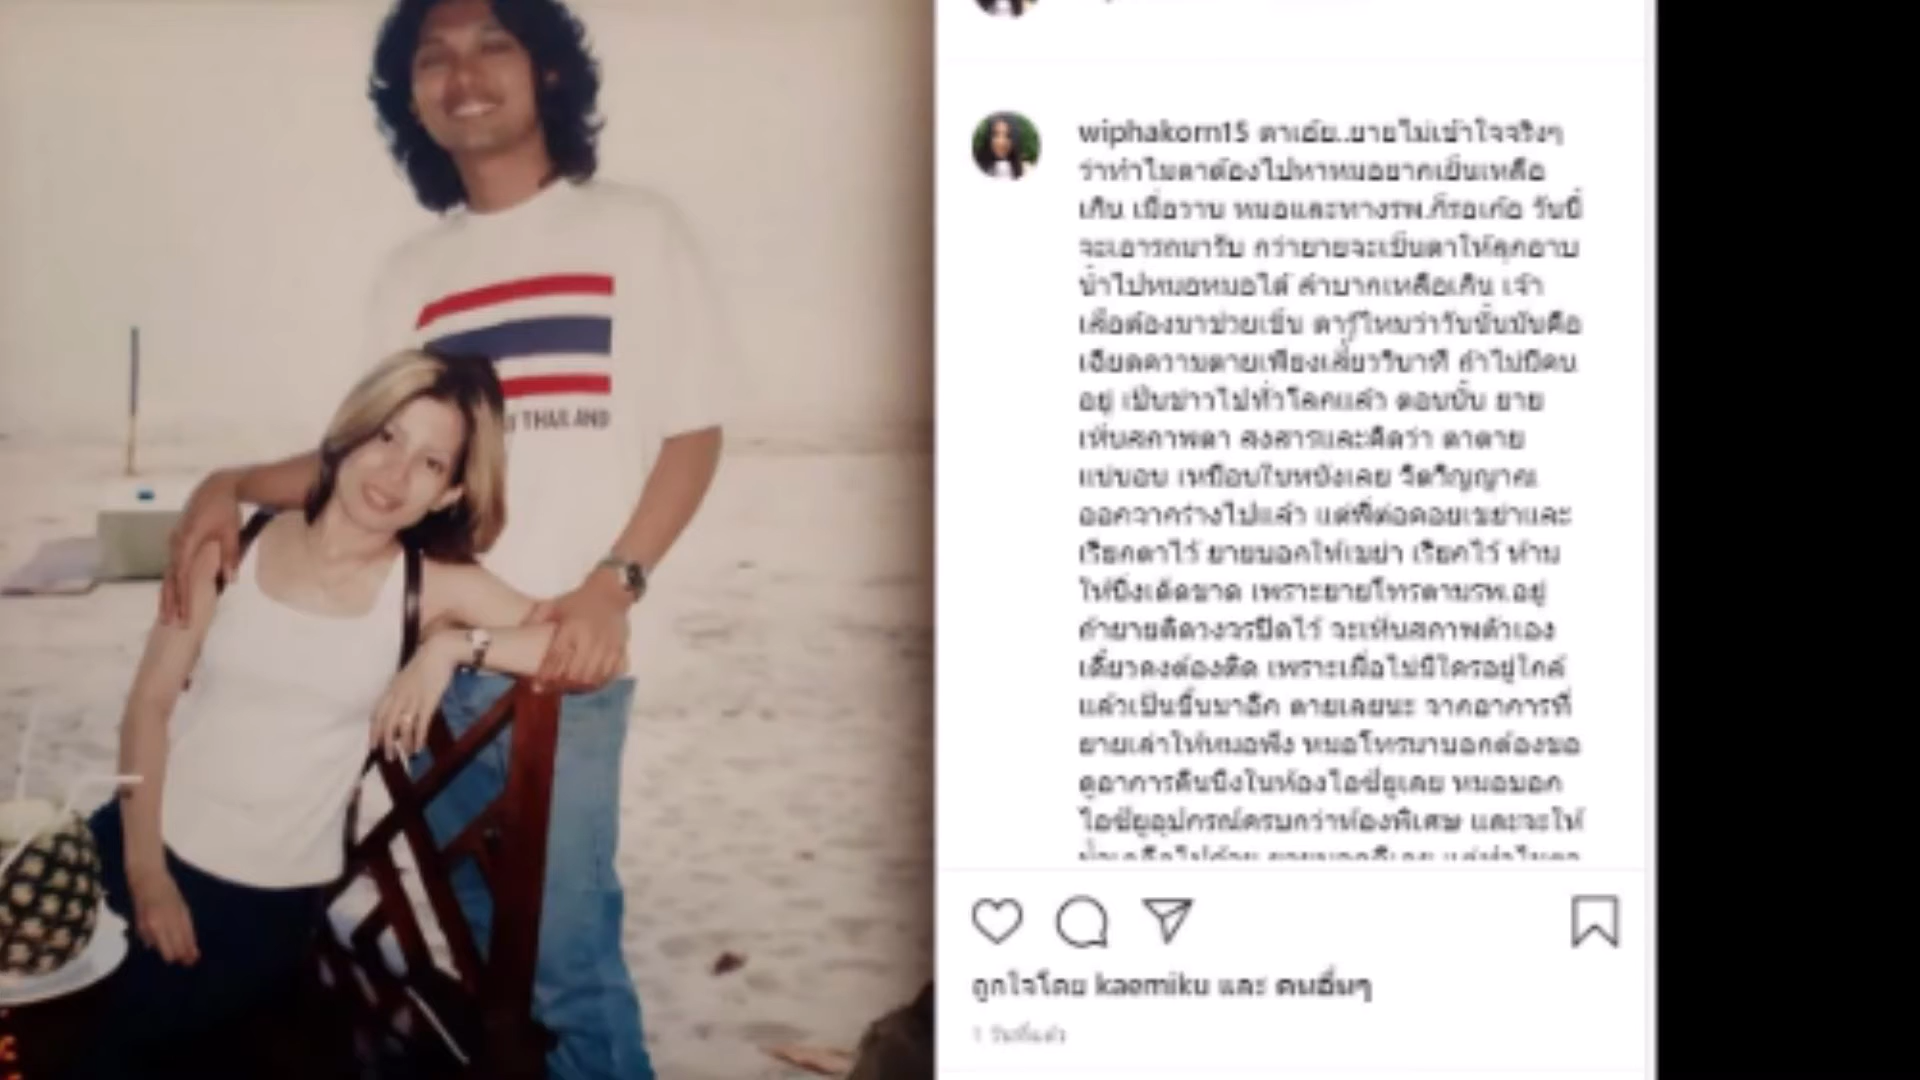 THAILAND
wiphakorn15 ตาเอ้ย..ยายไม่เข้าใจจริงๆ
ว่าทำไมตาต้องไปหาหมอยากเย็นเหลือ
เกิน เมื่อวาน หมอและทางรพ.ก็รอเก้อ วันนี้
จะเอารถมารับ กว่ายายจะเข็นตาให้ลุกอาบ
น้ำไปหมอหมอได้ ลำบากเหลือเกิน เจ้า
เสือต้องมาช่วยเข็น ตารู้ไหมว่าวันนั้นมันคือ
เฉียดความตายเพียงเสี้ยววินาที ถ้าไม่มีคน
อยู่ เป็นข่าวไปทั่วโลกแล้ว ตอนนั้น ยาย
เห็นสภาพตา สงสารและคิดว่า ตาตาย
แน่นอน เหมือนในหนังเลย จิตวิญญาณ
ออกจากร่างไปแล้ว แต่พี่ต่อคอยเขย่าและ
เรียกตาไว้ ยายบอกให้เขย่า เรียกไว้ ห้าม
ให้นิ่งเด็ดขาด เพราะยายโทรตามรพ.อยู่
ถ้ายายติดวงจรปิดไว้ จะเห็นสภาพตัวเอง
เดี๋ยวคงต้องติด เพราะเผื่อไม่มีใครอยู่ใกล้
แล้วเป็นขึ้นมาอีก ตายเลยนะ จากอาการที่
ยายเล่าให้หมอฟัง หมอโทรมาบอกต้องขอ
ดูอาการคืนนึงในห้องไอซียูเลย หมอบอก
ไอซียูอุปกรณ์ครบกว่าห้องพิเศษ และจะให้
ถูกใจโดย kaemiku และ คนอื่นๆ
1 วันที่แล้ว